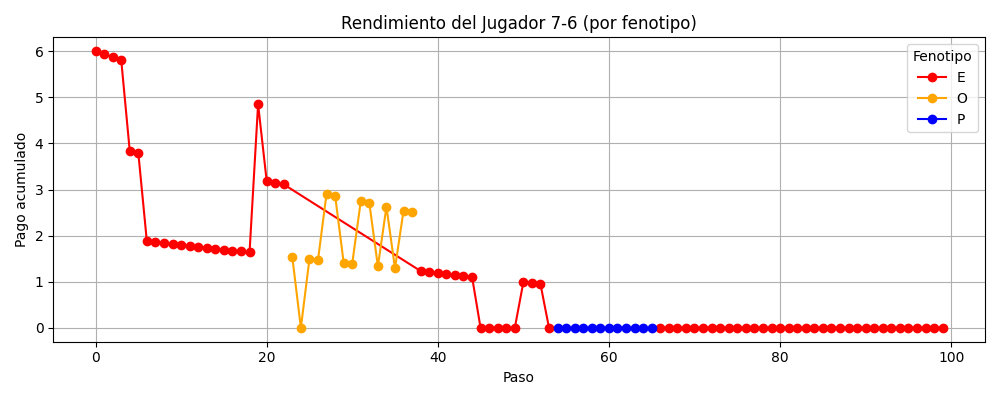 Rendimiento del Jugador 7-6 (por fenotipo)
Pago acumulado
6
5
4
3
2
1
0
Fenotipo
E
O
P
0 20 40 60 80 100
Paso